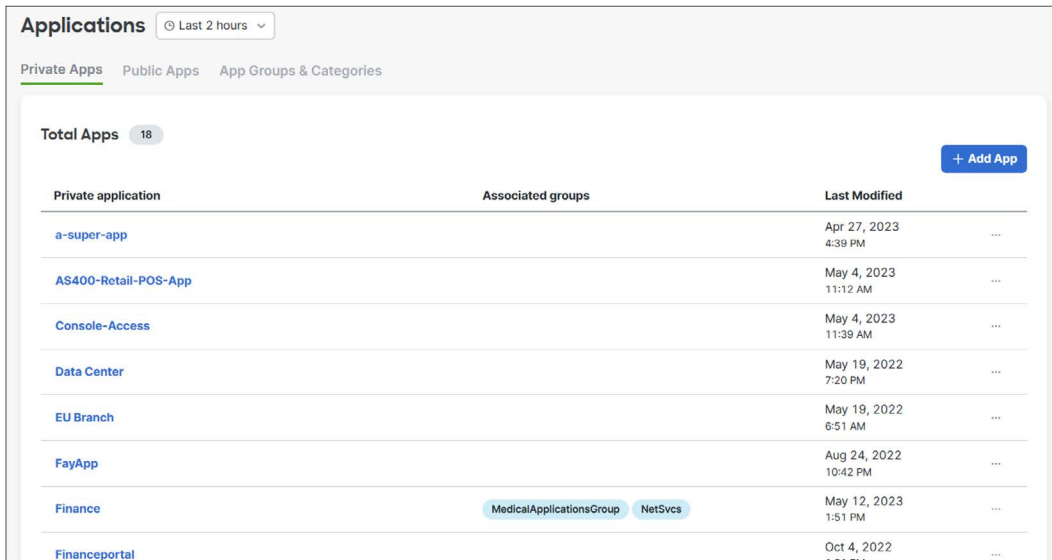 Applications Last 2 hours
Private Apps Public Apps App Groups & Categories
Total Apps 18
+ Add App
Private application Associated groups Last Modified
a-super-app Apr 27, 2023
4:39 PM
AS400-Retail-POS-App May 4, 2023
11:12 AM
Console-Access May 4, 2023
11:39 AM
Data Center May 19, 2022
7:20 PM
EU Branch May 19, 2022
6:51 AM
FayApp Aug 24, 2022
10:42 PM
Finance MedicalApplicationsGroup NetSvcs May 12, 2023
1:51 PM
Financeportal Oct 4, 2022